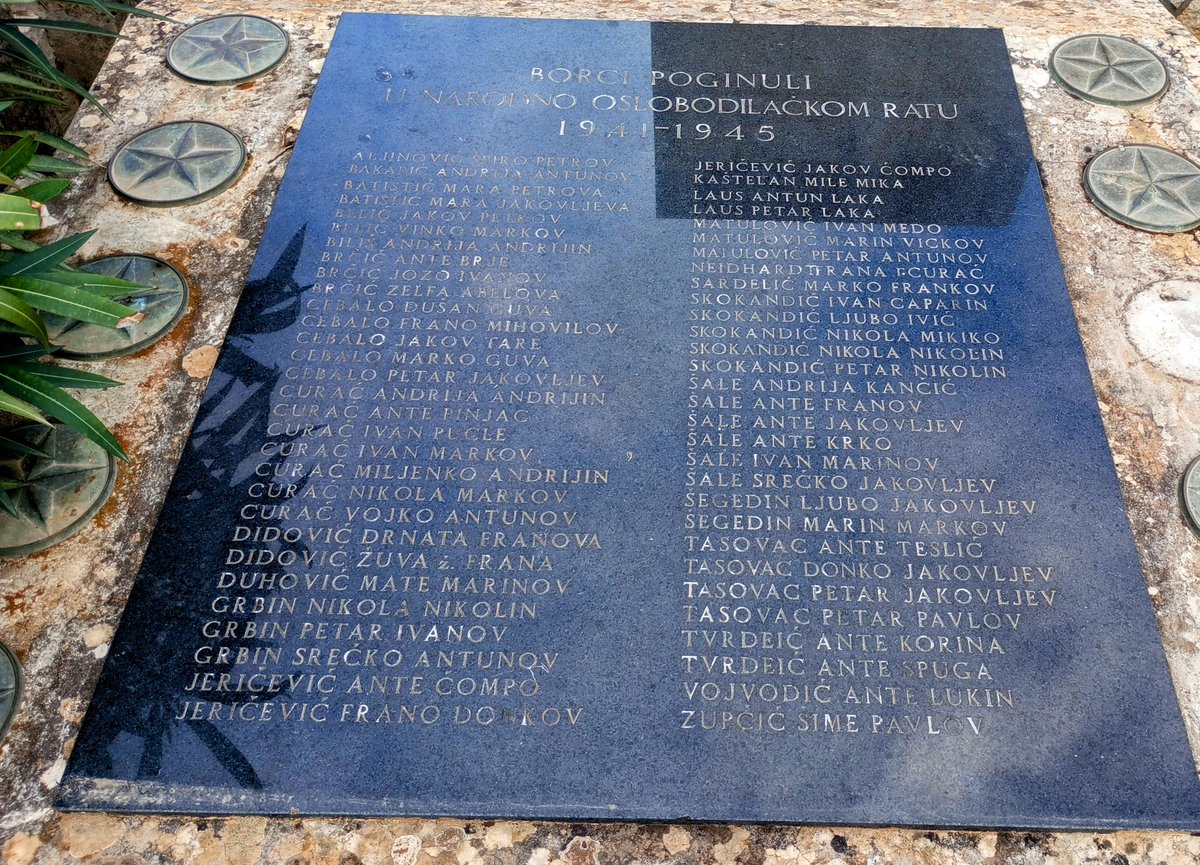 BORCI POGINULI
U NARODNO OSLOBODILAČKOM RATU
1941-1945
ALJINOVIĆ ŠPIRO PETROV
BAKARIĆ ANDRIJA ANTUNOV
BATISTIĆ MARA PETROVA
BATISTIĆ MARA JAKOVLJEVA
BELIĆ JAKOV PETROV
BELIĆ VINKO MARKOV
BILIŠ ANDRIJA ANDRIJIN
BRČIĆ ANTE BRJE
BRČIĆ JOZO IVANOV
BRČIĆ ZELFA ABELOVA
CEBALO DUŠAN GUVA
CEBALO FRANO MIHOVILOV
CEBALO JAKOV TARE
CEBALO MARKO GUVA
CEBALO PETAR JAKOVLJEV
CURAĆ ANDRIJA ANDRIJIN
CURAĆ ANTE PINJAC
CURAĆ IVAN PUCLE
CURAĆ IVAN MARKOV
CURAĆ MILJENKO ANDRIJIN
CURAĆ NIKOLA MARKOV
CURAĆ VOJKO ANTUNOV
DIDOVIĆ DRNATA FRANOVA
DIDOVIĆ ŽUVA ž. FRANA
DUHOVIĆ MATE MARINOV
GRBIN NIKOLA NIKOLIN
GRBIN PETAR IVANOV
GRBIN SREĆKO ANTUNOV
JERIČEVIĆ ANTE ČOMPO
JERIČEVIĆ FRANO DONKOV
JERIČEVIĆ JAKOV ĆOMPO
KAŠTELAN MILE MIKA
LAUS ANTUN LAKA
LAUS PETAR LAKA
MATULOVIĆ IVAN MEDO
MATULOVIĆ MARIN VICKOV
MATULOVIĆ PETAR ANTUNOV
NEIDHARDT FRANA r.CURAĆ
SARDELIĆ MARKO FRANKOV
SKOKANDIĆ IVAN CAPARIN
SKOKANDIĆ LJUBO IVIĆ
SKOKANDIĆ NIKOLA MIKIKO
SKOKANDIĆ NIKOLA NIKOLIN
SKOKANDIĆ PETAR NIKOLIN
ŠALE ANDRIJA KANČIĆ
ŠALE ANTE FRANOV
ŠALE ANTE JAKOVLJEV
ŠALE ANTE KRKO
ŠALE IVAN MARINOV
ŠALE SREĆKO JAKOVLJEV
ŠEGEDIN LJUBO JAKOVLJEV
ŠEGEDIN MARIN MARKOV
TASOVAC ANTE TESLIĆ
TASOVAC DONKO JAKOVLJEV
TASOVAC PETAR JAKOVLJEV
TASOVAC PETAR PAVLOV
TVRDEIĆ ANTE KORINA
TVRDEIĆ ANTE SPUGA
VOJVODIĆ ANTE LUKIN
ZUPČIĆ ŠIME PAVLOV